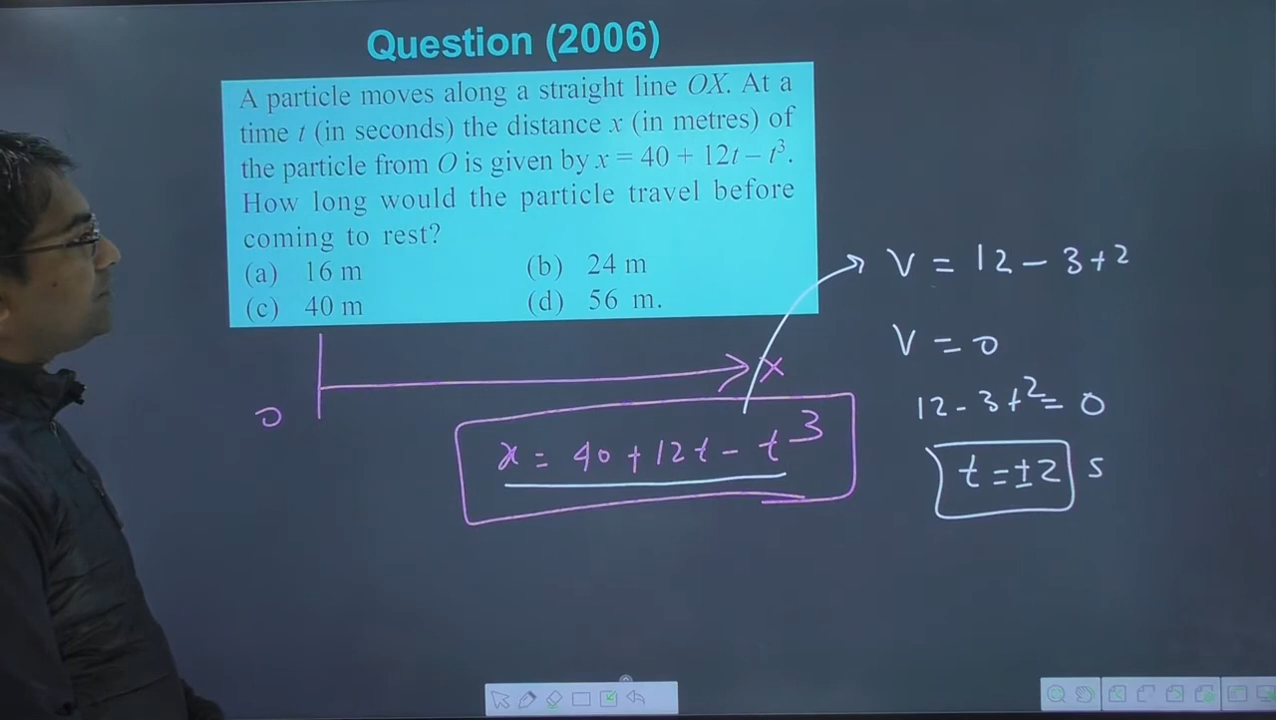 Question (2006)
A particle moves along a straight line OX. At a
time t (in seconds) the distance x (in metres) of
the particle from O is given by x = 40 + 12t – t³.
How long would the particle travel before
coming to rest?
(a) 16 m (b) 24 m
(c) 40 m (d) 56 m.
V = 12 - 3t2
V = 0
12 - 3t² = 0
t = ±2 s
O X
x = 40 + 12t - t³